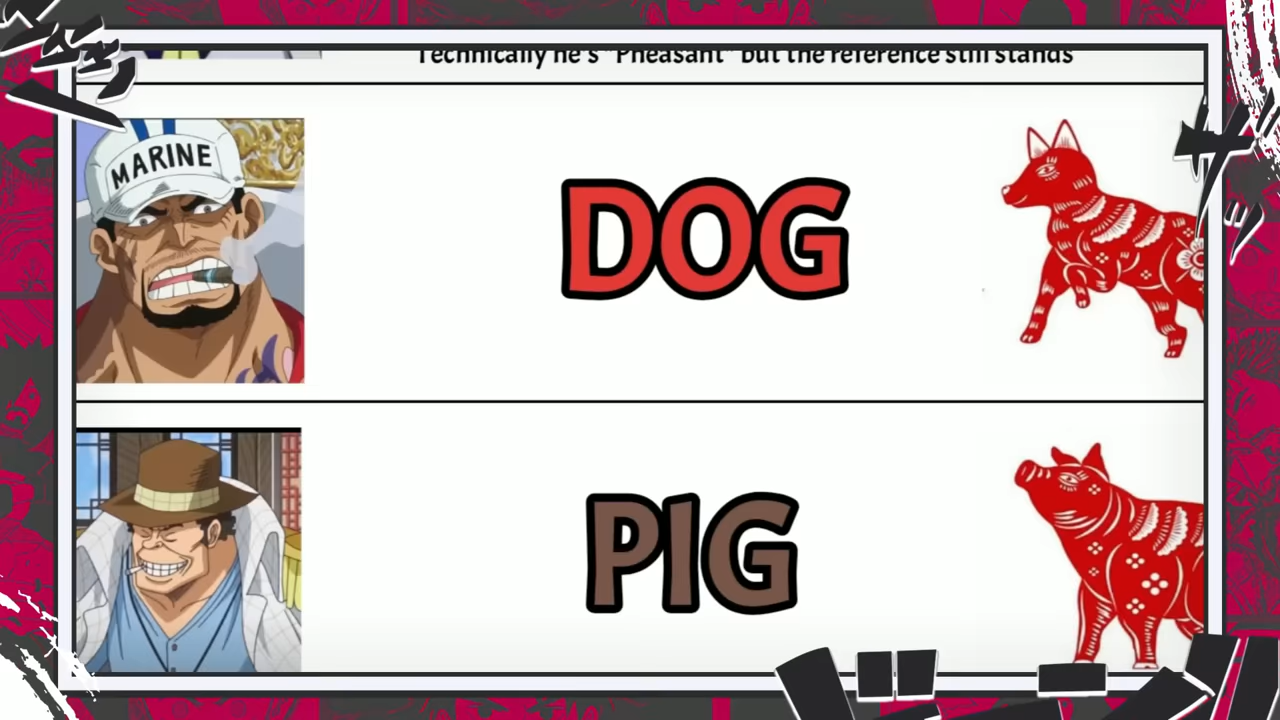 Technically he's "Pheasant" but the reference still stands
MARINE
DOG
PIG